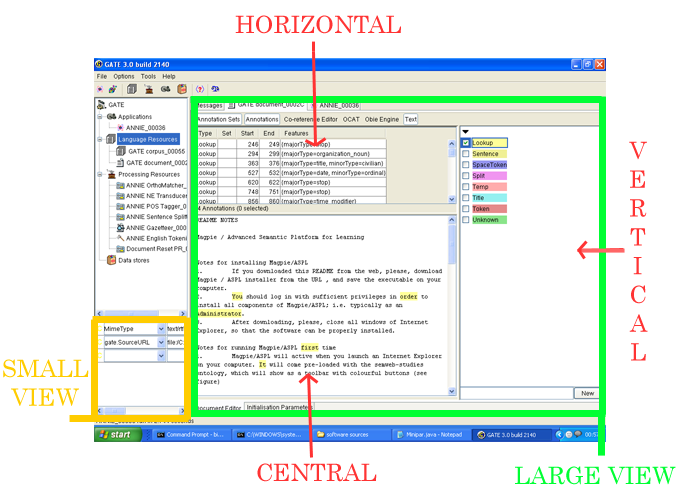 HORIZONTAL
GATE 3.0 build 2140
File Options Tools Help
GATE
Applications
ANNIE_00036
Language Resources
GATE corpus_00055
GATE document_0002
Processing Resources
ANNIE OrthoMatcher_
ANNIE NE Transducer
ANNIE POS Tagger_0
ANNIE Sentence Split
ANNIE Gazetteer_000
ANNIE English Tokeni
Document Reset PR_0
Data stores
MimeType text/
gate.SourceURL file:/C:
Messages GATE document_0002C ANNIE_00036
Annotation Sets Annotations Co-reference Editor OCAT Obie Engine Text
Type Set Start End Features
Lookup 246 249 {majorType=stop}
Lookup 294 299 {majorType=organization_noun}
Lookup 363 376 {majorType=title, minorType=civilian}
Lookup 527 532 {majorType=date, minorType=ordinal}
Lookup 620 622 {majorType=stop}
Lookup 748 751 {majorType=stop}
Lookup 856 860 {majorType=time_modifier}
4 Annotations (0 selected)
README NOTES
Magpie / Advanced Semantic Platform for Learning
Notes for installing Magpie/ASPL
1. If you downloaded this README from the web, please, download
Magpie / ASPL installer from the URL , and save the executable on your
computer.
2. You should log in with sufficient privileges in order to
install all components of Magpie/ASPL; i.e. typically as an
Administrator.
3. After downloading, please, close all windows of Internet
Explorer, so that the software can be properly installed.
Notes for running Magpie/ASPL first time
1. Magpie/ASPL will active when you launch an Internet Explorer
on your computer. It will come pre-loaded with the semweb-studies
ontology, which will show as a toolbar with colourful buttons (see
Figure)
Document Editor Initialisation Parameters
Lookup
Sentence
SpaceToken
Split
Temp
Title
Token
Unknown
New
VERTICAL
SMALL
VIEW
start Command Prompt - bi... C:\WINDOWS\syste... software sources Minipar.java - Notepad GATE 3.0 build 2140
CENTRAL
LARGE VIEW